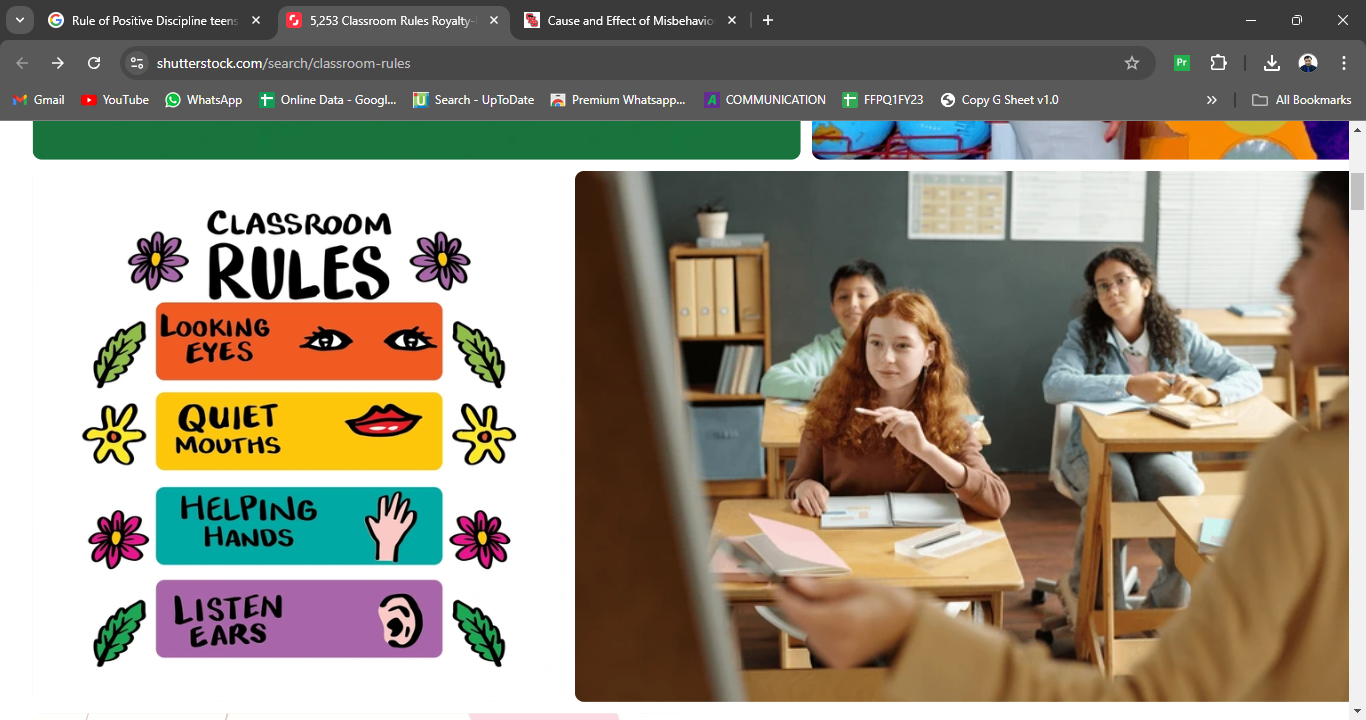 Rule of Positive Discipline teens
5,253 Classroom Rules Royalty-
Cause and Effect of Misbehavio
shutterstock.com/search/classroom-rules
Pr
Gmail
YouTube
WhatsApp
Online Data - Googl...
Search - UpToDate
Premium Whatsapp...
COMMUNICATION
FFPQ1FY23
Copy G Sheet v1.0
All Bookmarks
CLASSROOM
RULES
LOOKING
EYES
QUIET
MOUTHS
HELPING
HANDS
LISTEN
EARS